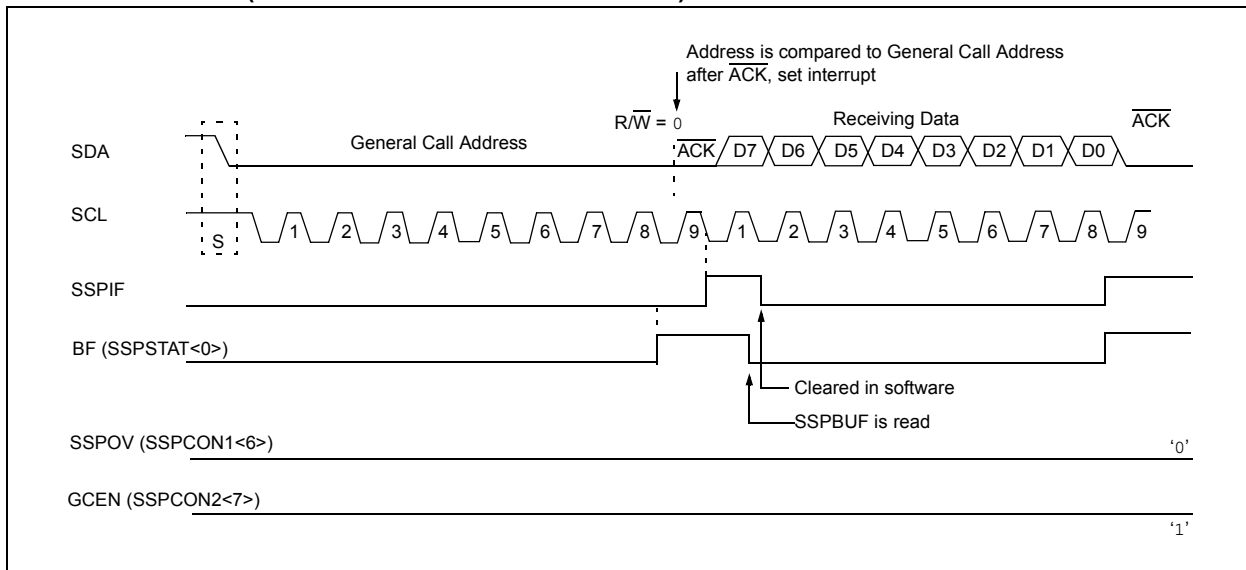 Address is compared to General Call Address
after ACK, set interrupt
R/W = 0
Receiving Data
ACK
SDA
General Call Address
ACK D7 D6 D5 D4 D3 D2 D1 D0
SCL
S
1 2 3 4 5 6 7 8 9 1 2 3 4 5 6 7 8 9
SSPIF
BF (SSPSTAT<0>)
Cleared in software
SSPBUF is read
SSPOV (SSPCON1<6>)
‘0’
GCEN (SSPCON2<7>)
‘1’